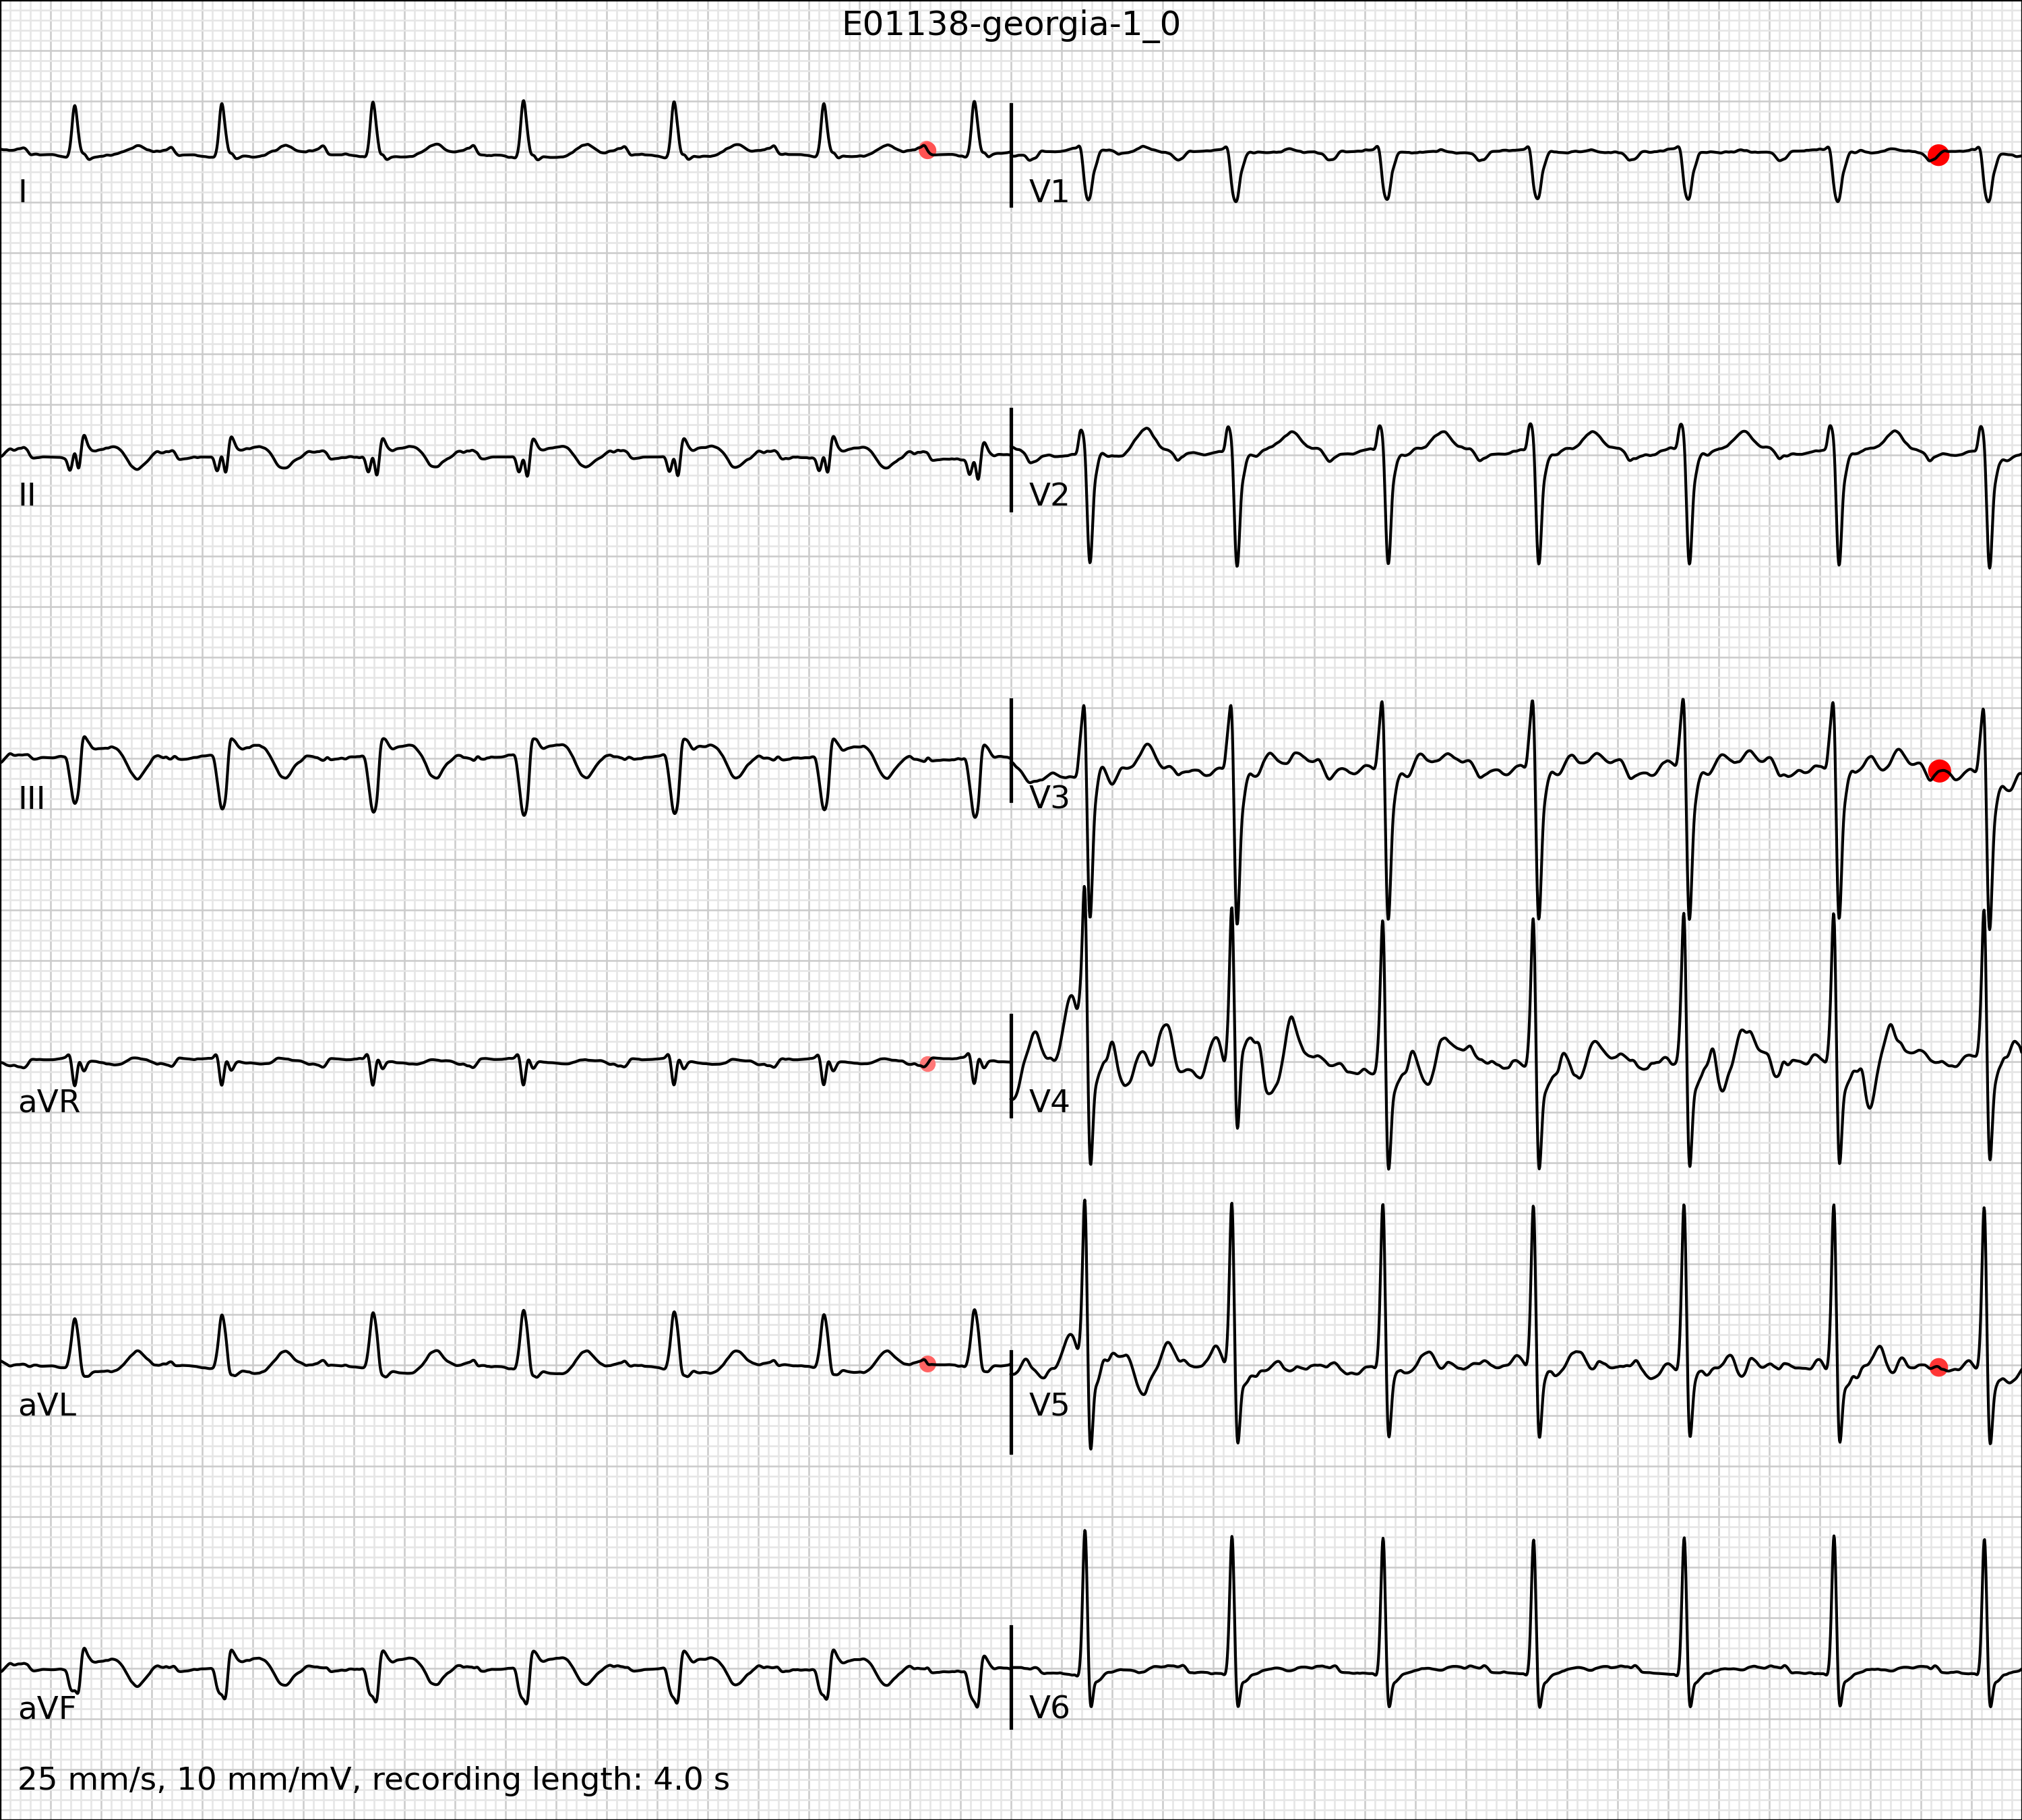 E01138-georgia-1_0
I
V1
II
V2
III
V3
aVR
V4
aVL
V5
aVF
V6
25 mm/s, 10 mm/mV, recording length: 4.0 s